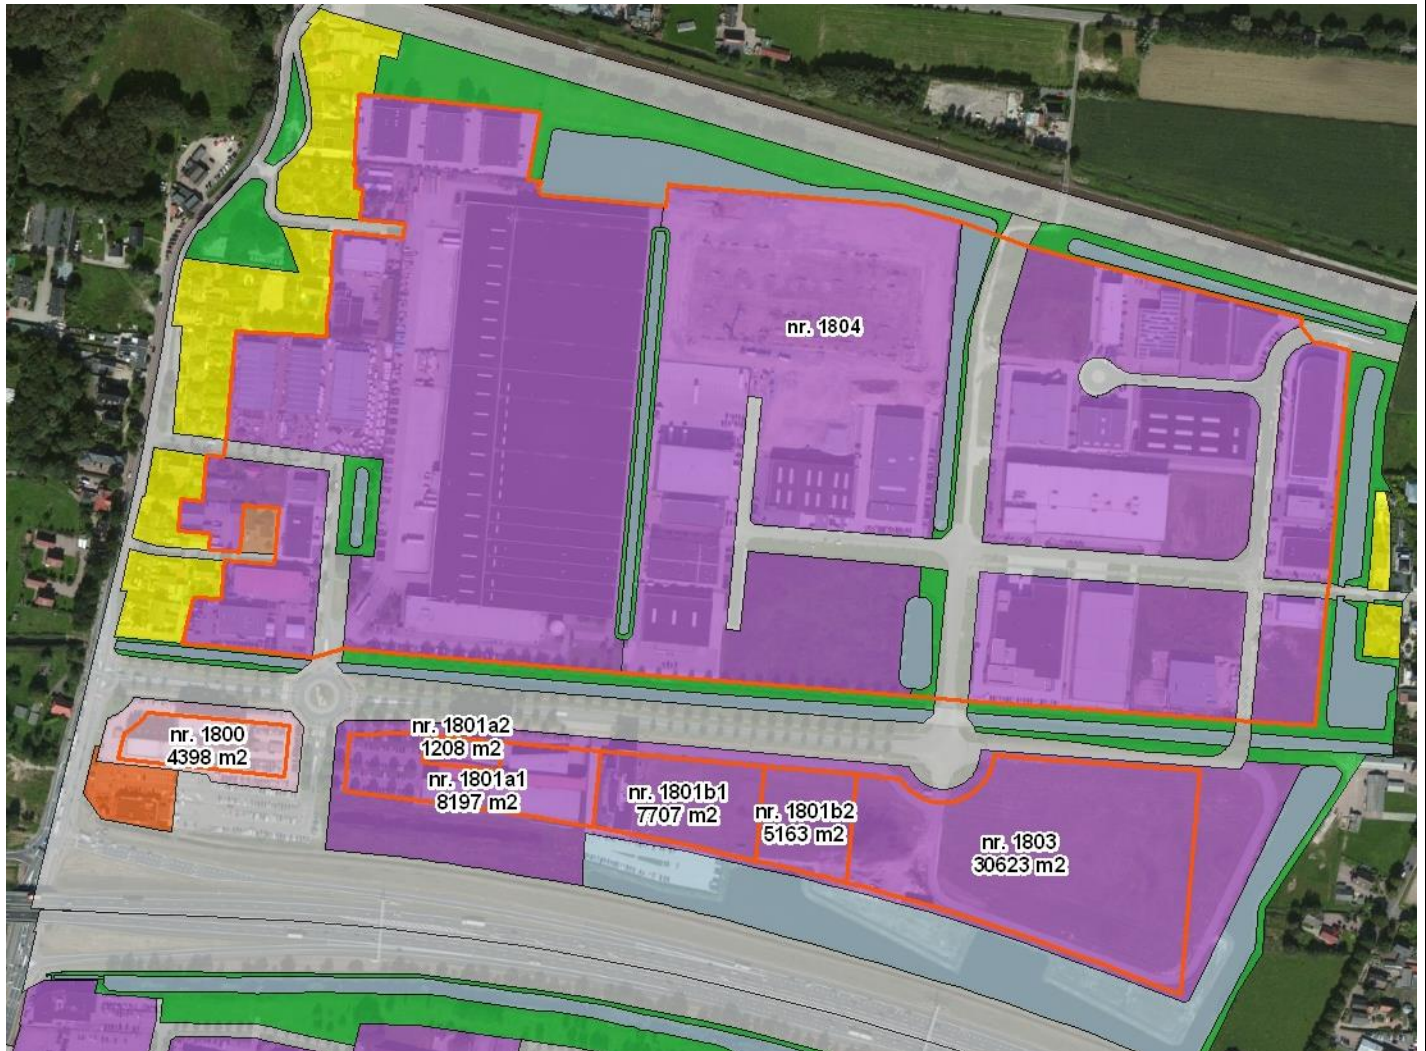 nr. 1804
nr. 1800
4398 m2
nr. 1801a2
1208 m2
nr. 1801a1
8197 m2
nr. 1801b1
7707 m2
nr. 1801b2
5163 m2
nr. 1803
30623 m2